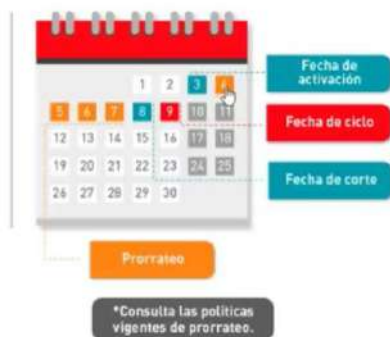 1 2 3 4
5 6 7 8 9 10 11
12 13 14 15 16 17 18
19 20 21 22 23 24 25
26 27 28 29 30
Fecha de
activación
Fecha de ciclo
Fecha de corte
Prorrateo
*Consulta las políticas
vigentes de prorrateo.